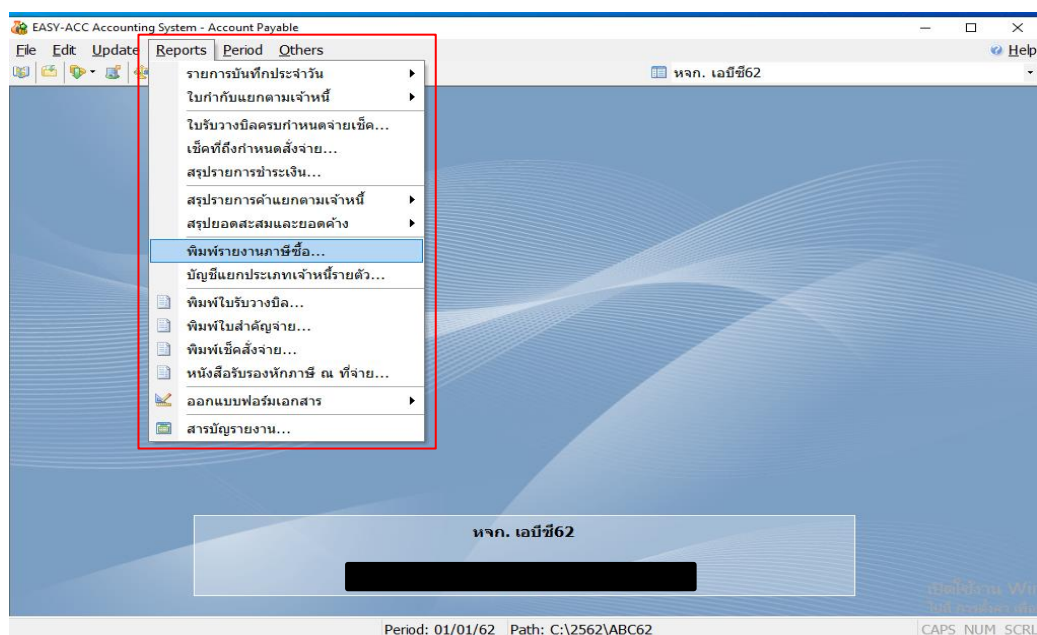 EASY-ACC Accounting System - Account Payable
File Edit Update Reports Period Others Help
หจก. เอบีซี62
รายการบันทึกประจำวัน
ใบกำกับแยกตามเจ้าหนี้
ใบรับวางบิลครบกำหนดจ่ายเช็ค...
เช็คที่ถึงกำหนดสั่งจ่าย...
สรุปรายการชำระเงิน...
สรุปรายการค้าแยกตามเจ้าหนี้
สรุปยอดสะสมและยอดค้าง
พิมพ์รายงานภาษีซื้อ...
บัญชีแยกประเภทเจ้าหนี้รายตัว...
พิมพ์ใบรับวางบิล...
พิมพ์ใบสำคัญจ่าย...
พิมพ์เช็คสั่งจ่าย...
หนังสือรับรองหักภาษี ณ ที่จ่าย...
ออกแบบฟอร์มเอกสาร
สารบัญรายงาน...
หจก. เอบีซี62
เปิดใช้งาน Win
Period: 01/01/62 Path: C:\2562\ABC62 CAPS NUM SCRL